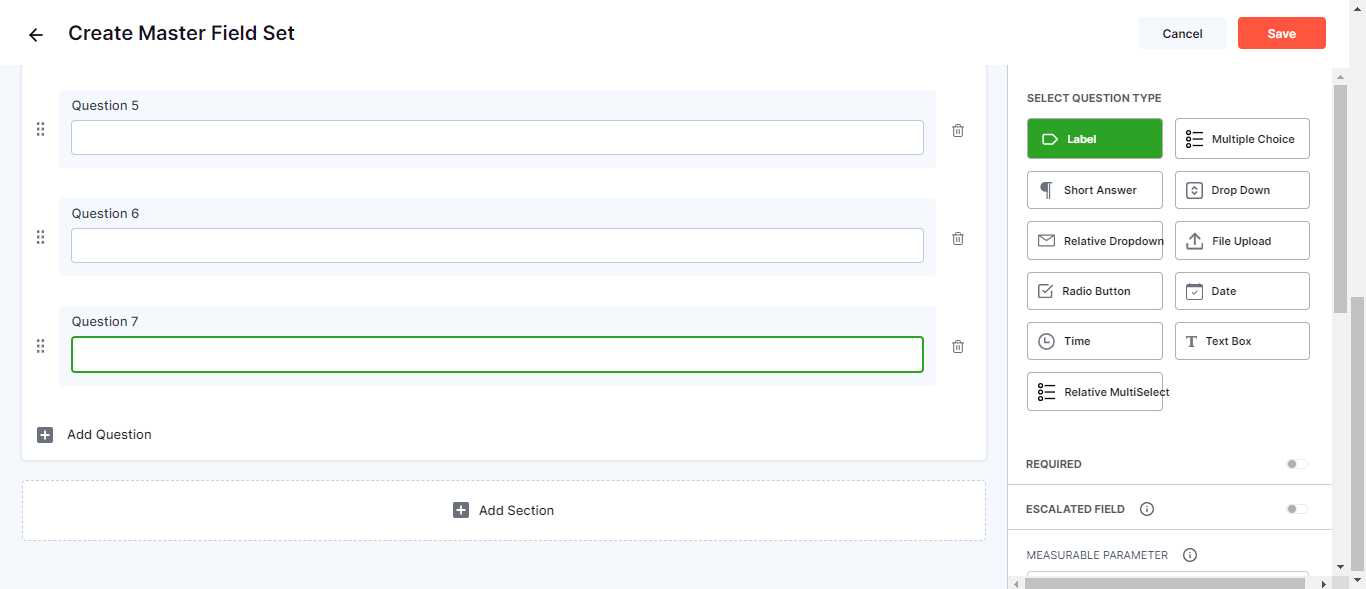 Create Master Field Set
Cancel
Save
Question 5
Question 6
Question 7
Add Question
Add Section
SELECT QUESTION TYPE
Label
Multiple Choice
Short Answer
Drop Down
Relative Dropdown
File Upload
Radio Button
Date
Time
Text Box
Relative MultiSelect
REQUIRED
ESCALATED FIELD
MEASURABLE PARAMETER